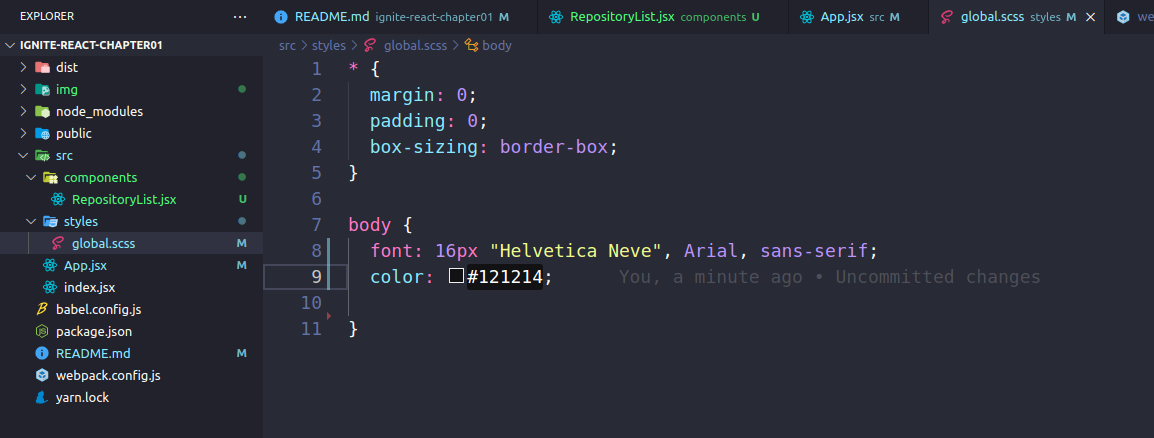 EXPLORER ...
IGNITE-REACT-CHAPTER01
dist
img
node_modules
public
src
components
RepositoryList.jsx U
styles
global.scss M
App.jsx M
index.jsx
babel.config.js
package.json
README.md M
webpack.config.js
yarn.lock
README.md ignite-react-chapter01 M
RepositoryList.jsx components U
App.jsx src M
global.scss styles M
we
src > styles > global.scss > body
1 * {
2 margin: 0;
3 padding: 0;
4 box-sizing: border-box;
5 }
6
7 body {
8 font: 16px "Helvetica Neve", Arial, sans-serif;
9 color: #121214; You, a minute ago • Uncommitted changes
10
11 }